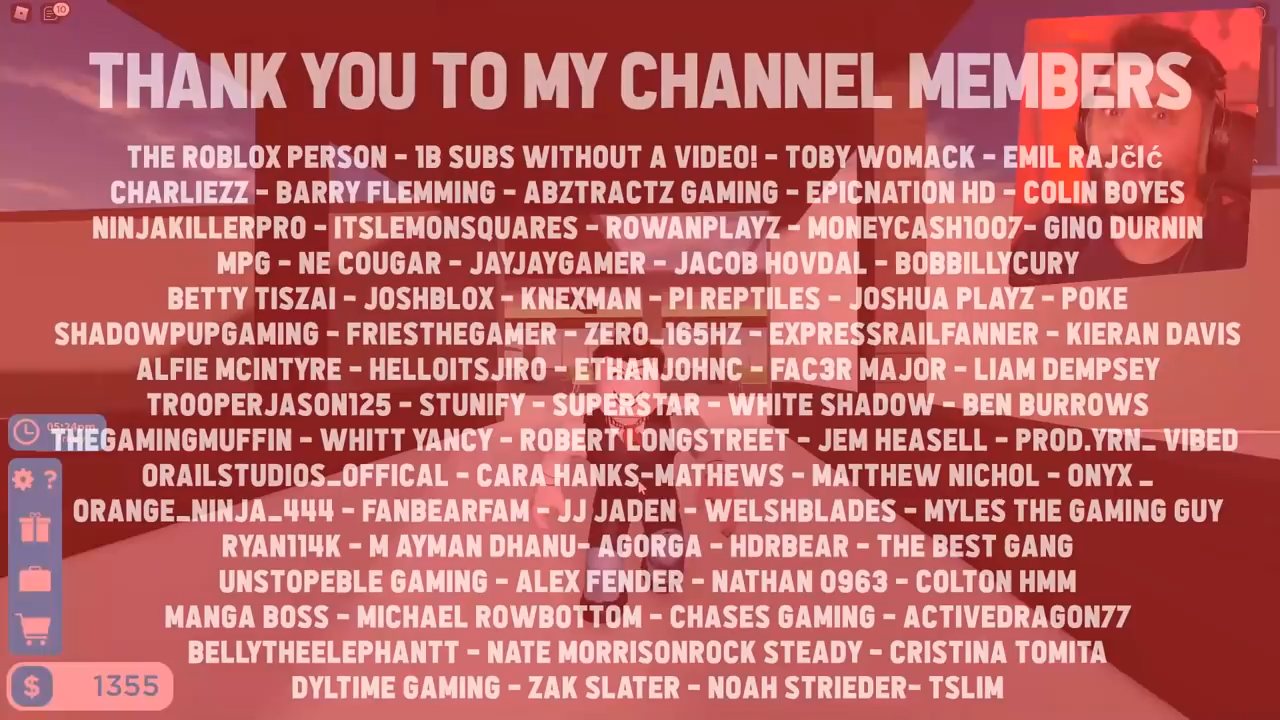 10
THANK YOU TO MY CHANNEL MEMBERS
THE ROBLOX PERSON - 1B SUBS WITHOUT A VIDEO! - TOBY WOMACK - EMIL RAJčIć
CHARLIEZZ - BARRY FLEMMING - ABZTRACTZ GAMING - EPICNATION HD - COLIN BOYES
NINJAKILLERPRO - ITSLEMONSQUARES - ROWANPLAYZ - MONEYCASH1007- GINO DURNIN
MPG - NE COUGAR - JAYJAYGAMER - JACOB HOVDAL - BOBBILLYCURY
BETTY TISZAI - JOSHBLOX - KNEXMAN - PI REPTILES - JOSHUA PLAYZ - POKE
SHADOWPUPGAMING - FRIESTHEGAMER - ZERO_165HZ - EXPRESSRAILFANNER - KIERAN DAVIS
ALFIE MCINTYRE - HELLOITSJIRO - ETHANJOHNC - FAC3R MAJOR - LIAM DEMPSEY
TROOPERJASON125 - STUNIFY - SUPERSTAR - WHITE SHADOW - BEN BURROWS
THEGAMINGMUFFIN - WHITT YANCY - ROBERT LONGSTREET - JEM HEASELL - PROD.YRN_ VIBED
ORAILSTUDIOS_OFFICAL - CARA HANKS-MATHEWS - MATTHEW NICHOL - ONYX _
ORANGE_NINJA_444 - FANBEARFAM - JJ JADEN - WELSHBLADES - MYLES THE GAMING GUY
RYAN114K - M AYMAN DHANU- AGORGA - HDRBEAR - THE BEST GANG
UNSTOPEBLE GAMING - ALEX FENDER - NATHAN 0963 - COLTON HMM
MANGA BOSS - MICHAEL ROWBOTTOM - CHASES GAMING - ACTIVEDRAGON77
BELLYTHEELEPHANTT - NATE MORRISONROCK STEADY - CRISTINA TOMITA
DYLTIME GAMING - ZAK SLATER - NOAH STRIEDER- TSLIM
?
$ 1355